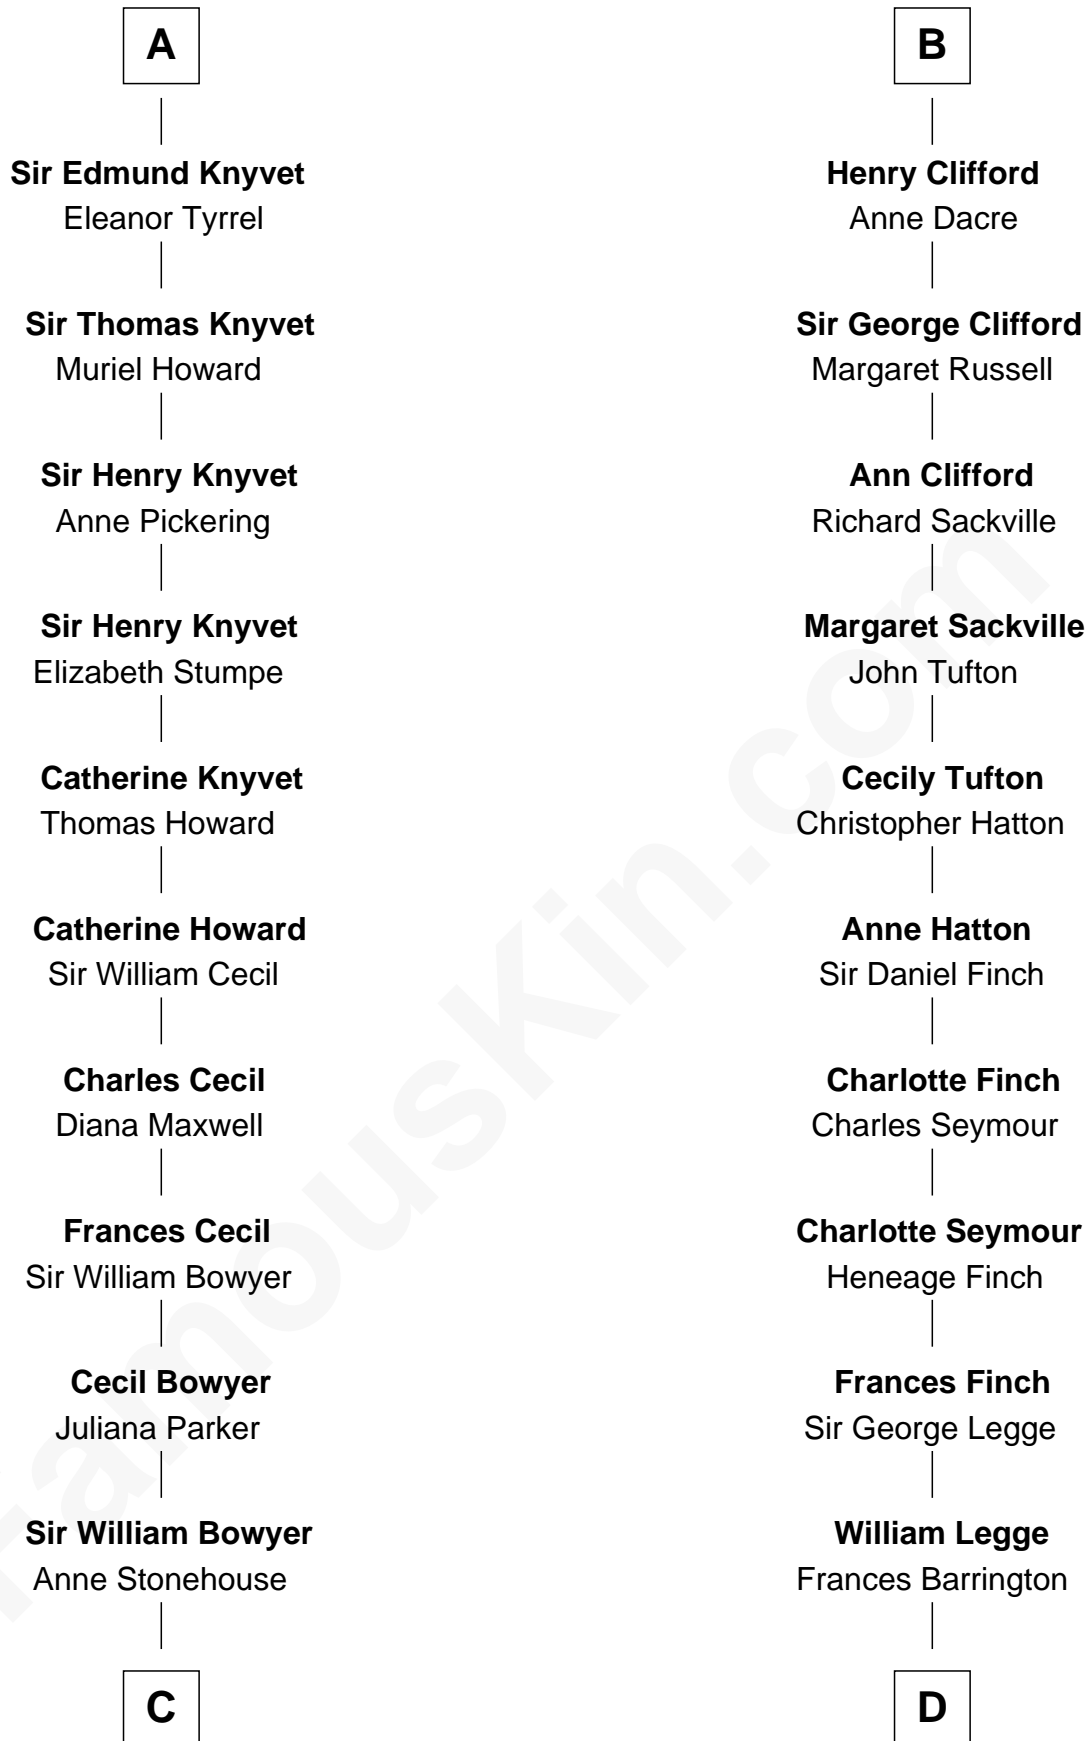 A
Sir Edmund Knyvet
Eleanor Tyrrel
Sir Thomas Knyvet
Muriel Howard
Sir Henry Knyvet
Anne Pickering
Sir Henry Knyvet
Elizabeth Stumpe
Catherine Knyvet
Thomas Howard
Catherine Howard
Sir William Cecil
Charles Cecil
Diana Maxwell
Frances Cecil
Sir William Bowyer
Cecil Bowyer
Juliana Parker
Sir William Bowyer
Anne Stonehouse
C
B
Henry Clifford
Anne Dacre
Sir George Clifford
Margaret Russell
Ann Clifford
Richard Sackville
Margaret Sackville
John Tufton
Cecily Tufton
Christopher Hatton
Anne Hatton
Sir Daniel Finch
Charlotte Finch
Charles Seymour
Charlotte Seymour
Heneage Finch
Frances Finch
Sir George Legge
William Legge
Frances Barrington
D
FamousKin.com